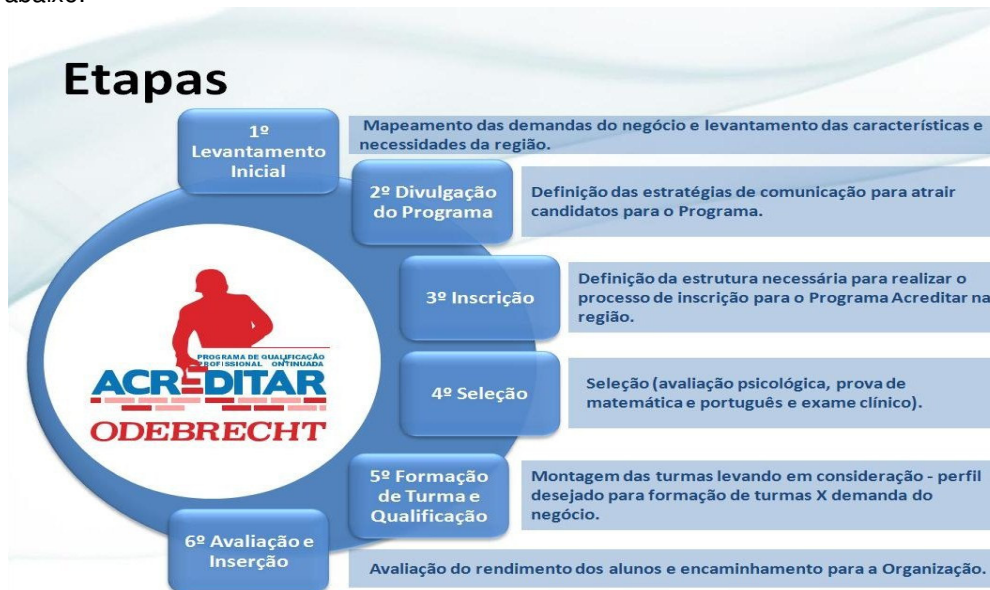 abaixo.
Etapas
1º
Levantamento
Inicial
Mapeamento das demandas do negócio e levantamento das características e
necessidades da região.
2º Divulgação
do Programa
Definição das estratégias de comunicação para atrair
candidatos para o Programa.
3º Inscrição
Definição da estrutura necessária para realizar o
processo de inscrição para o Programa Acreditar na
região.
PROGRAMA DE QUALIFICAÇÃO
PROFISSIONAL ONTINUADA
ACREDITAR
ODEBRECHT
4º Seleção
Seleção (avaliação psicológica, prova de
matemática e português e exame clínico).
5º Formação
de Turma e
Qualificação
Montagem das turmas levando em consideração - perfil
desejado para formação de turmas X demanda do
negócio.
6º Avaliação e
Inserção
Avaliação do rendimento dos alunos e encaminhamento para a Organização.